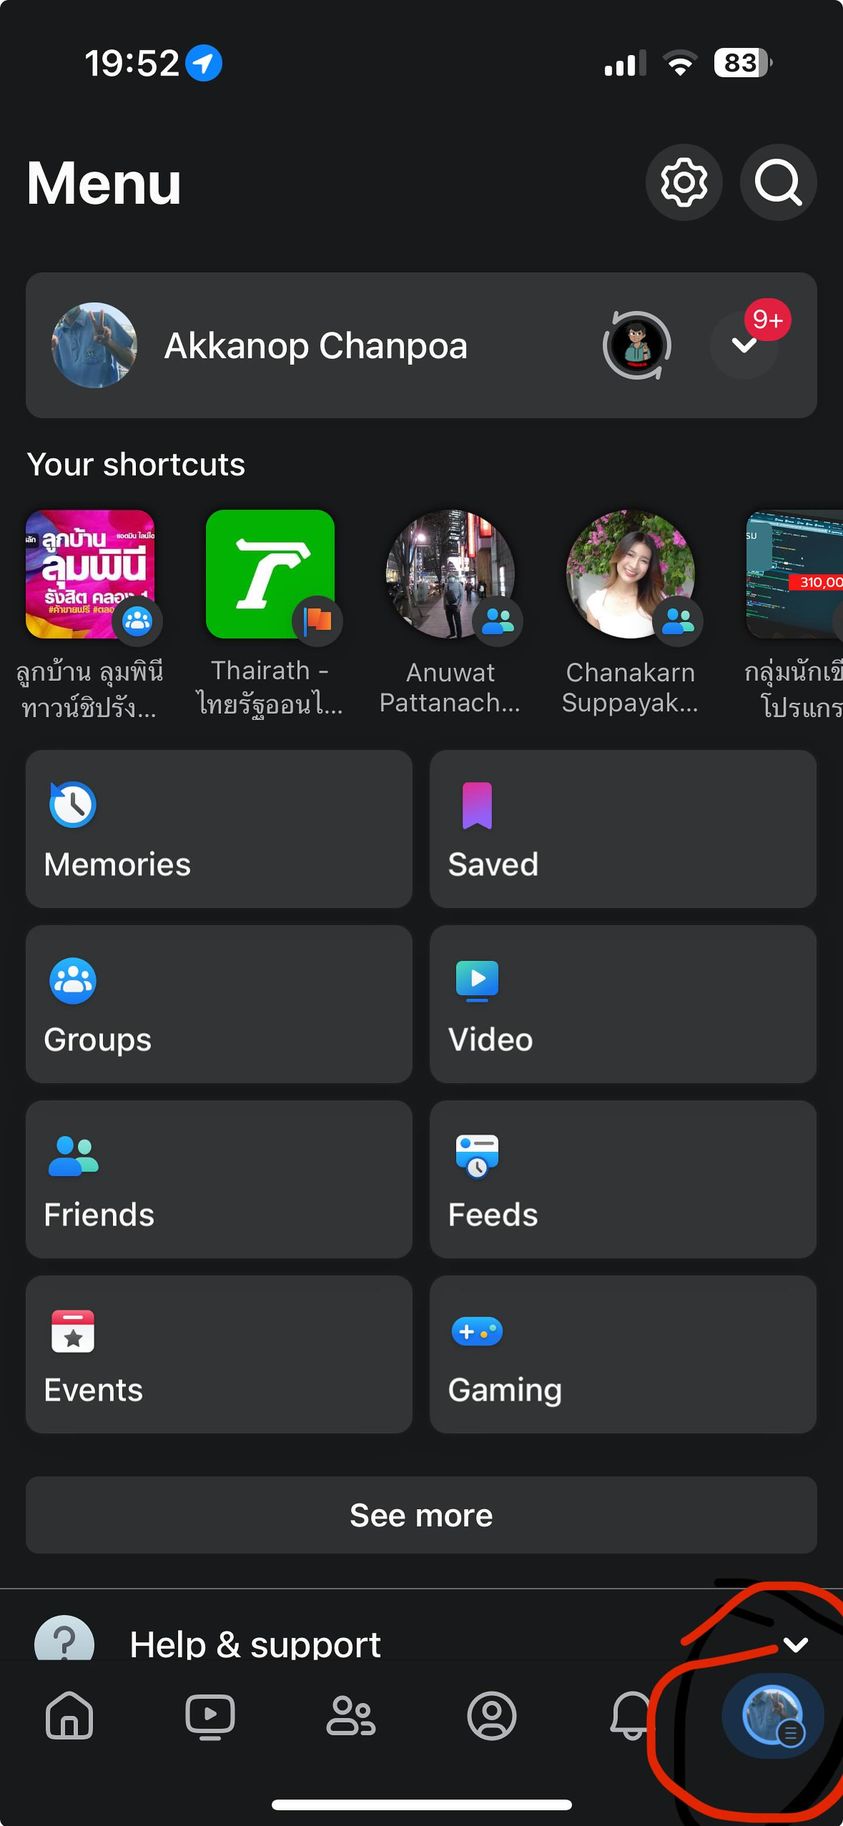 19:52
83
Menu
Akkanop Chanpoa
9+
Your shortcuts
ลูกบ้าน
ลุมพินี
รังสิต คลอง 1
310,00
ลูกบ้าน ลุมพินี
ทาวน์ชิปรัง...
Thairath -
ไทยรัฐออนไ...
Anuwat
Pattanach...
Chanakarn
Suppayak...
กลุ่มนักเขี
โปรแกร
Memories
Saved
Groups
Video
Friends
Feeds
Events
Gaming
See more
Help & support